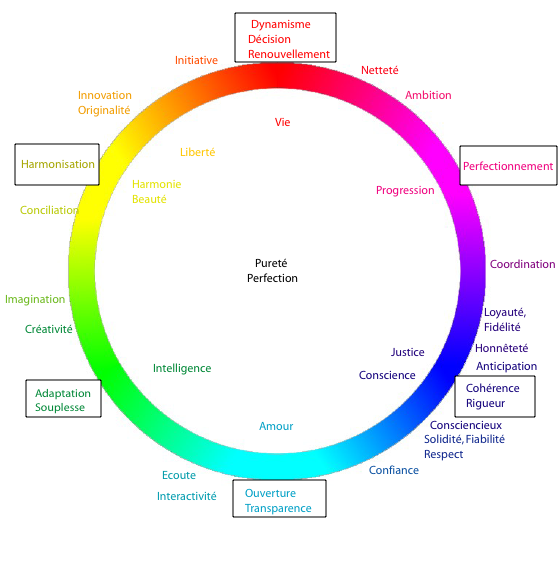 Dynamisme
Décision
Renouvellement
Initiative
Netteté
Innovation
Originalité
Ambition
Vie
Liberté
Harmonisation
Perfectionnement
Harmonie
Beauté
Progression
Conciliation
Pureté
Perfection
Coordination
Imagination
Créativité
Loyauté,
Fidélité
Honnêteté
Justice
Anticipation
Intelligence
Conscience
Adaptation
Souplesse
Cohérence
Rigueur
Amour
Consciencieux
Solidité, Fiabilité
Respect
Ecoute
Confiance
Interactivité
Ouverture
Transparence